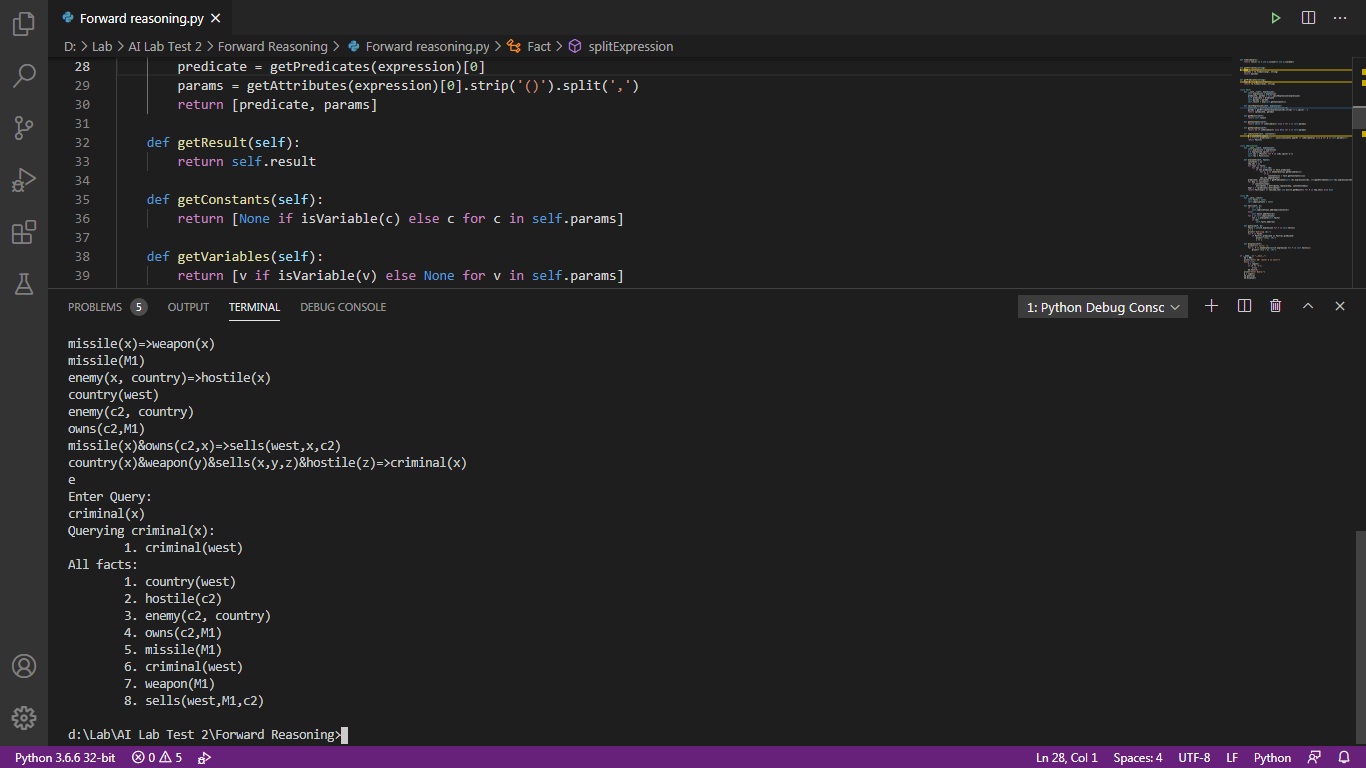 Forward reasoning.py
D: > Lab > AI Lab Test 2 > Forward Reasoning > Forward reasoning.py > Fact > splitExpression
28 predicate = getPredicates(expression)[0]
29 params = getAttributes(expression)[0].strip('()').split(',')
30 return [predicate, params]
31
32 def getResult(self):
33 return self.result
34
35 def getConstants(self):
36 return [None if isVariable(c) else c for c in self.params]
37
38 def getVariables(self):
39 return [v if isVariable(v) else None for v in self.params]
PROBLEMS 5 OUTPUT TERMINAL DEBUG CONSOLE 1: Python Debug Consc
missile(x)=>weapon(x)
missile(M1)
enemy(x, country)=>hostile(x)
country(west)
enemy(c2, country)
owns(c2,M1)
missile(x)&owns(c2,x)=>sells(west,x,c2)
country(x)&weapon(y)&sells(x,y,z)&hostile(z)=>criminal(x)
e
Enter Query:
criminal(x)
Querying criminal(x):
1. criminal(west)
All facts:
1. country(west)
2. hostile(c2)
3. enemy(c2, country)
4. owns(c2,M1)
5. missile(M1)
6. criminal(west)
7. weapon(M1)
8. sells(west,M1,c2)
d:\Lab\AI Lab Test 2\Forward Reasoning>
Python 3.6.6 32-bit 0 5 Ln 28, Col 1 Spaces: 4 UTF-8 LF Python